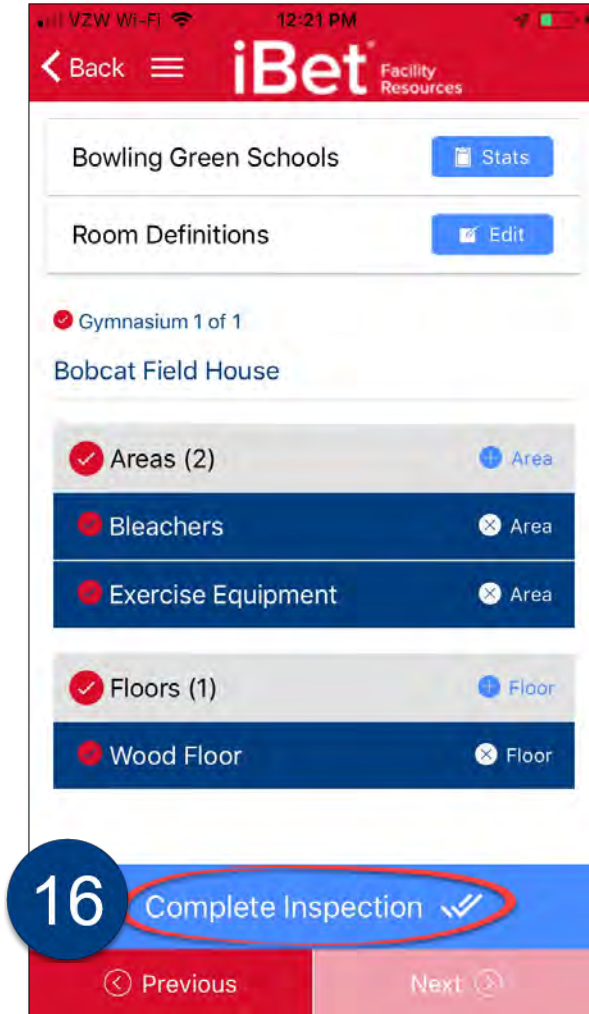 VZW Wi-Fi 12:21 PM
Back iBet Facility Resources
Bowling Green Schools Stats
Room Definitions Edit
Gymnasium 1 of 1
Bobcat Field House
Areas (2) Area
Bleachers Area
Exercise Equipment Area
Floors (1) Floor
Wood Floor Floor
16 Complete Inspection
Previous Next